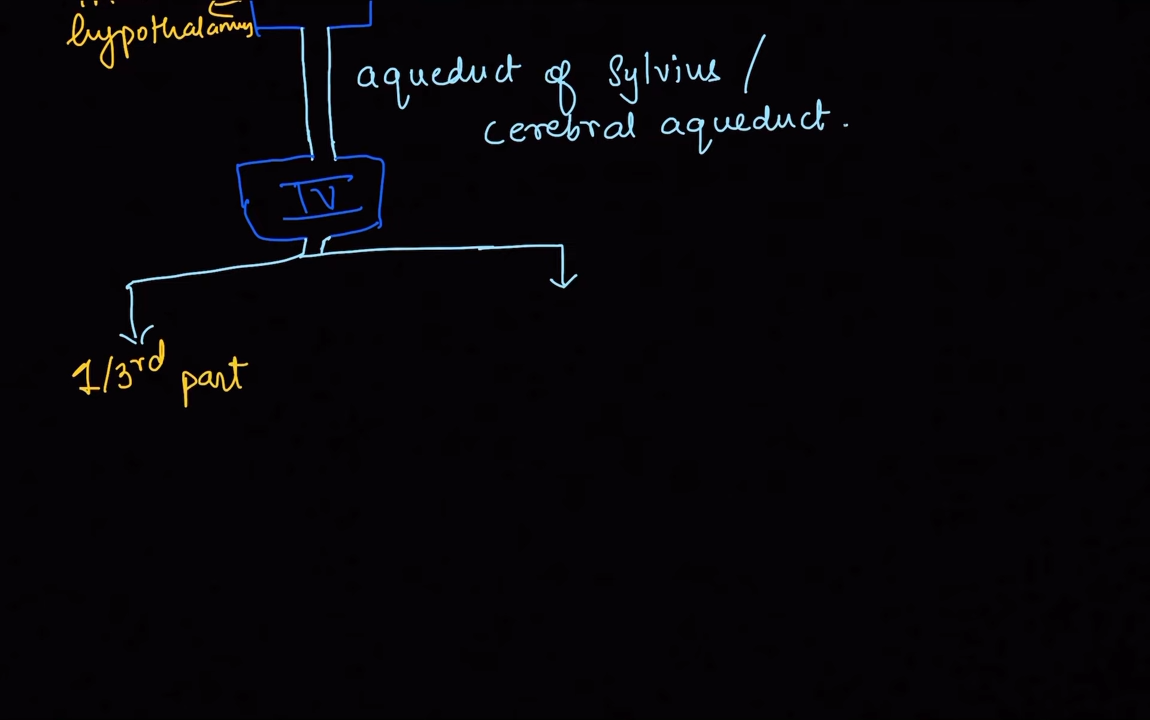 hypothalamus
aqueduct of Sylvius /
cerebral aqueduct.
IV
1/3rd part